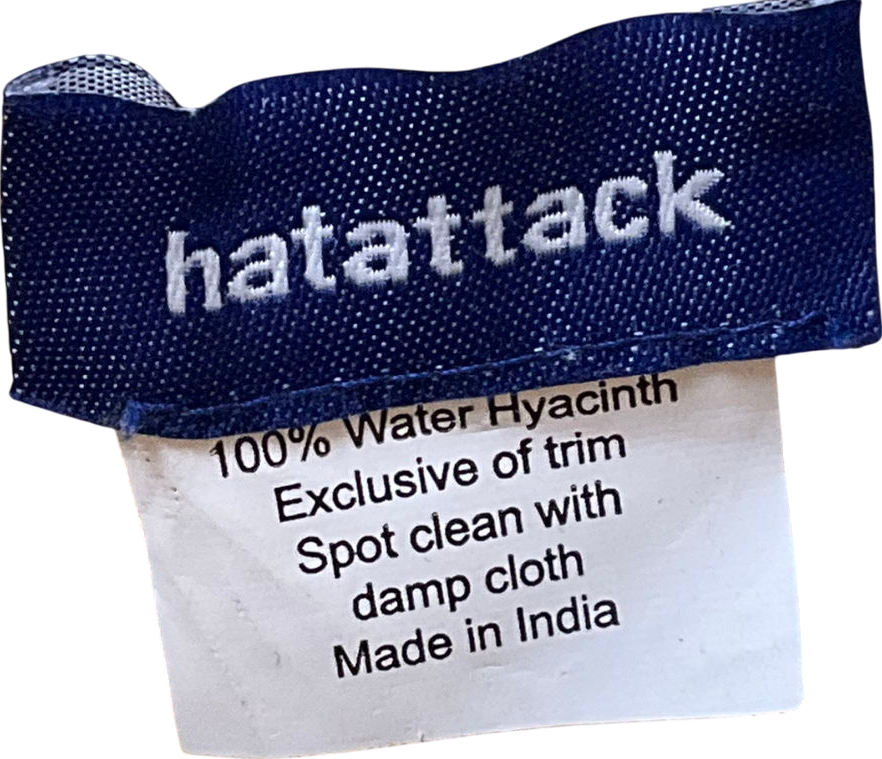 hatattack
100% Water Hyacinth
Exclusive of trim
Spot clean with
damp cloth
Made in India